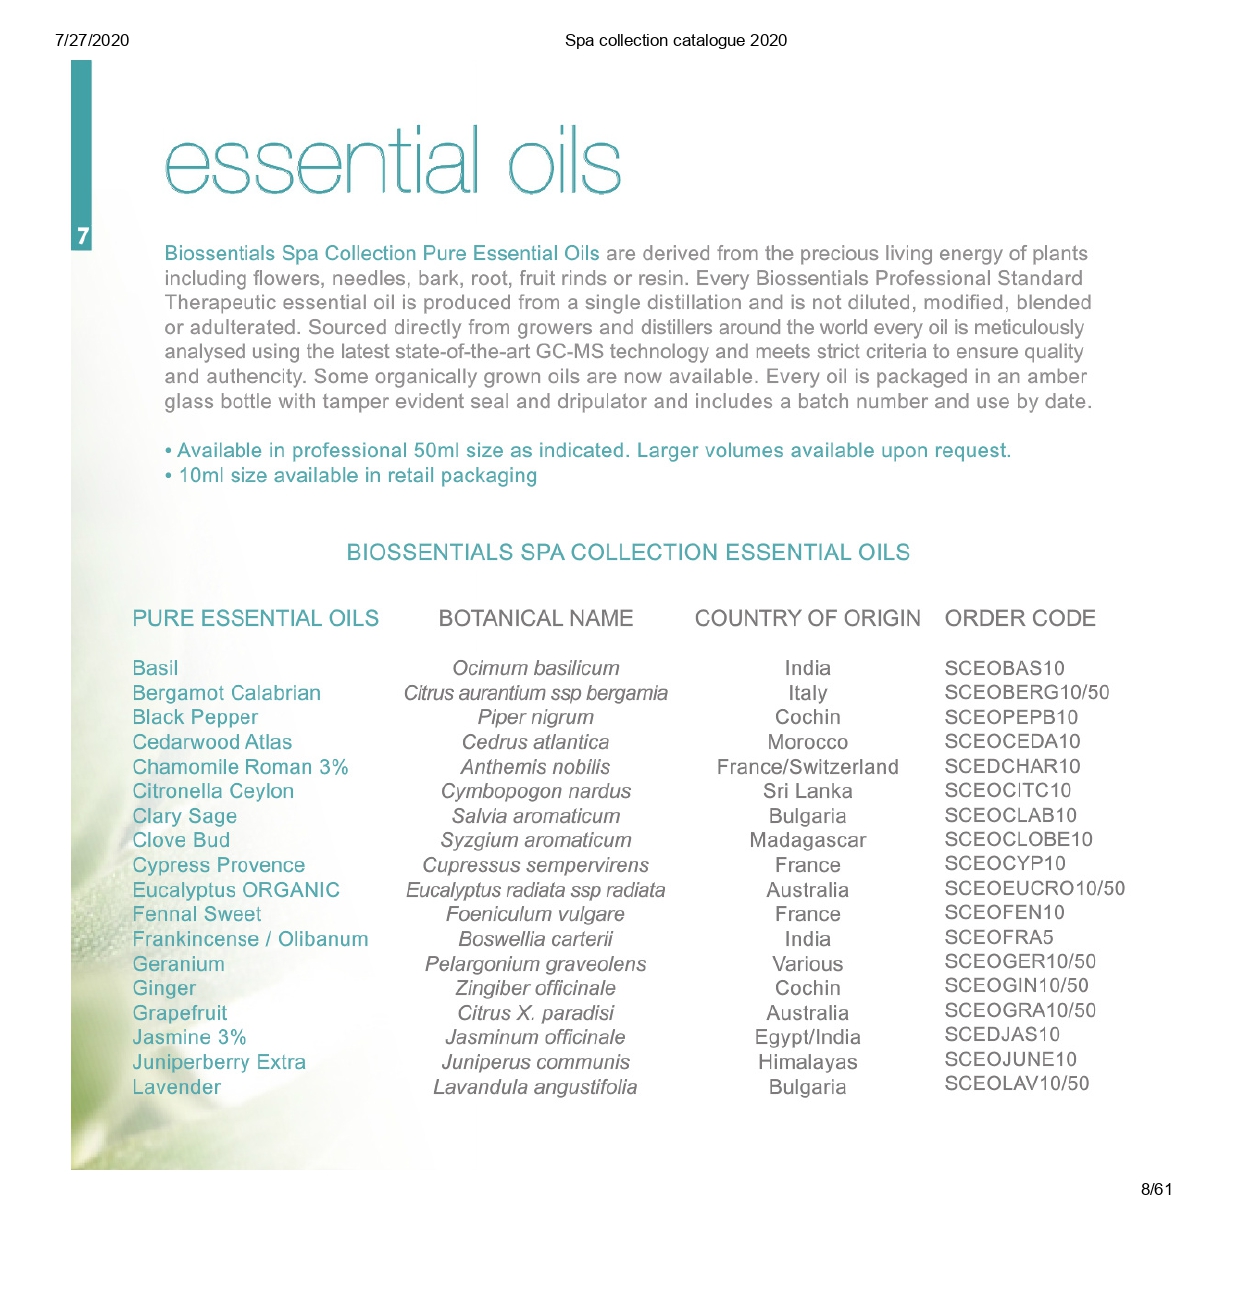 7/27/2020 Spa collection catalogue 2020
7
essential oils
Biossentials Spa Collection Pure Essential Oils are derived from the precious living energy of plants
including flowers, needles, bark, root, fruit rinds or resin. Every Biossentials Professional Standard
Therapeutic essential oil is produced from a single distillation and is not diluted, modified, blended
or adulterated. Sourced directly from growers and distillers around the world every oil is meticulously
analysed using the latest state-of-the-art GC-MS technology and meets strict criteria to ensure quality
and authencity. Some organically grown oils are now available. Every oil is packaged in an amber
glass bottle with tamper evident seal and dripulator and includes a batch number and use by date.
• Available in professional 50ml size as indicated. Larger volumes available upon request.
• 10ml size available in retail packaging
BIOSSENTIALS SPA COLLECTION ESSENTIAL OILS
PURE ESSENTIAL OILS BOTANICAL NAME COUNTRY OF ORIGIN ORDER CODE
Basil Ocimum basilicum India SCEOBAS10
Bergamot Calabrian Citrus aurantium ssp bergamia Italy SCEOBERG10/50
Black Pepper Piper nigrum Cochin SCEOPEPB10
Cedarwood Atlas Cedrus atlantica Morocco SCEOCEDA10
Chamomile Roman 3% Anthemis nobilis France/Switzerland SCEDCHAR10
Citronella Ceylon Cymbopogon nardus Sri Lanka SCEOCITC10
Clary Sage Salvia aromaticum Bulgaria SCEOCLAB10
Clove Bud Syzgium aromaticum Madagascar SCEOCLOBE10
Cypress Provence Cupressus sempervirens France SCEOCYP10
Eucalyptus ORGANIC Eucalyptus radiata ssp radiata Australia SCEOEUCRO10/50
Fennal Sweet Foeniculum vulgare France SCEOFEN10
Frankincense / Olibanum Boswellia carterii India SCEOFRA5
Geranium Pelargonium graveolens Various SCEOGER10/50
Ginger Zingiber officinale Cochin SCEOGIN10/50
Grapefruit Citrus X. paradisi Australia SCEOGRA10/50
Jasmine 3% Jasminum officinale Egypt/India SCEDJAS10
Juniperberry Extra Juniperus communis Himalayas SCEOJUNE10
Lavender Lavandula angustifolia Bulgaria SCEOLAV10/50
8/61